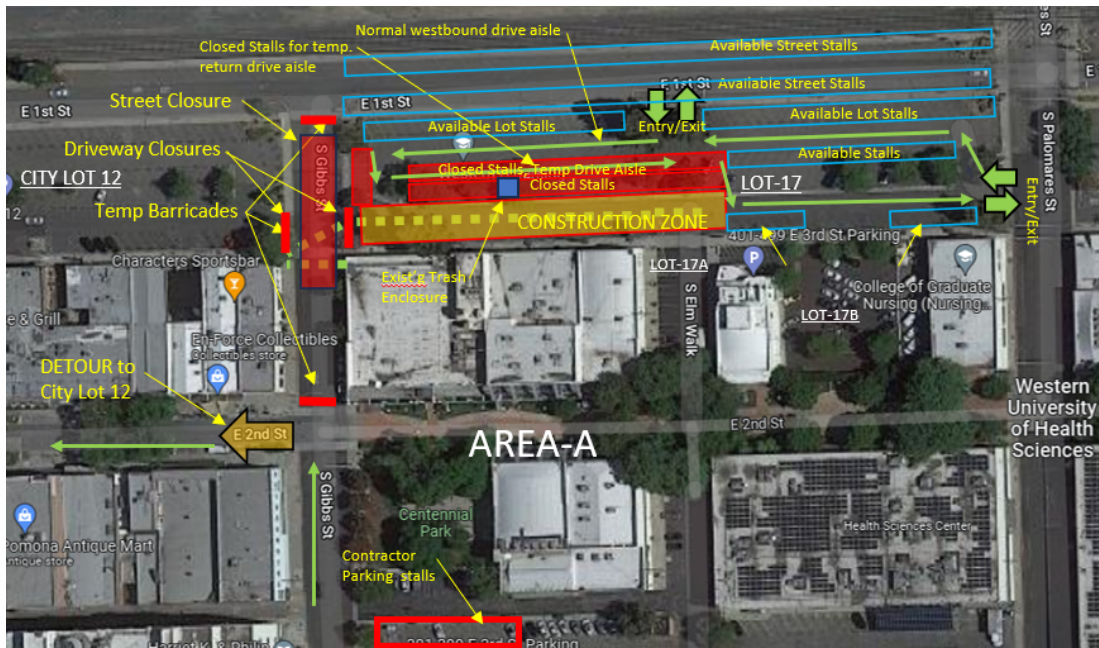 Normal westbound drive aisle
Closed Stalls for temp.
return drive aisle
Available Street Stalls
E 1st St
E 1st St
Available Street Stalls
Street Closure
E 1st St
Available Lot Stalls
Available Lot Stalls
Entry/Exit
S Palomares St
Driveway Closures
S Gibbs St
Available Stalls
CITY LOT 12
Closed Stalls, Temp Drive Aisle
Closed Stalls
LOT-17
Temp Barricades
12
CONSTRUCTION ZONE
Entry/Exit
401-499 E 3rd St Parking
Characters Sportsbar
LOT-17A
P
Exist'g Trash
Enclosure
S Elm Walk
College of Graduate
Nursing (Nursing...
LOT-17B
e & Grill
En-Force Collectibles
Collectibles store
DETOUR to
City Lot 12
E 2nd St
E 2nd St
AREA-A
Western
University
of Health
Sciences
S Gibbs St
Centennial
Park
Health Sciences Center
Pomona Antique Mart
Antique store
Contractor
Parking stalls
E 3rd St Parking